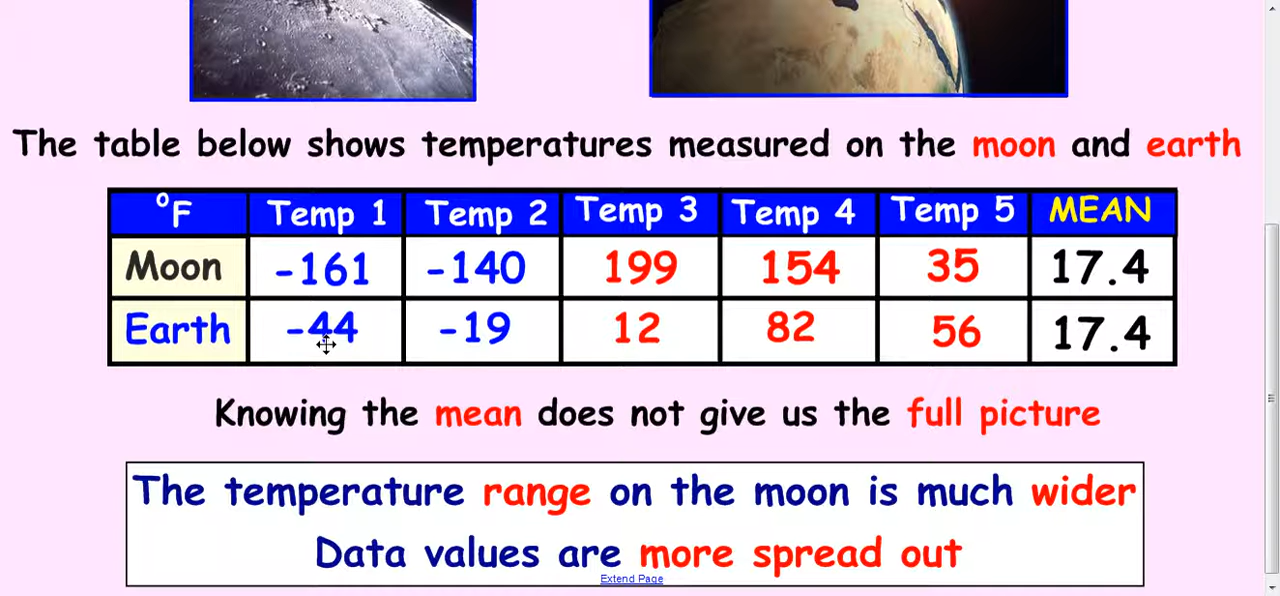 The table below shows temperatures measured on the moon and earth
°F Temp 1 Temp 2 Temp 3 Temp 4 Temp 5 MEAN
Moon -161 -140 199 154 35 17.4
Earth -44 -19 12 82 56 17.4
Knowing the mean does not give us the full picture
The temperature range on the moon is much wider
Data values are more spread out
Extend Page